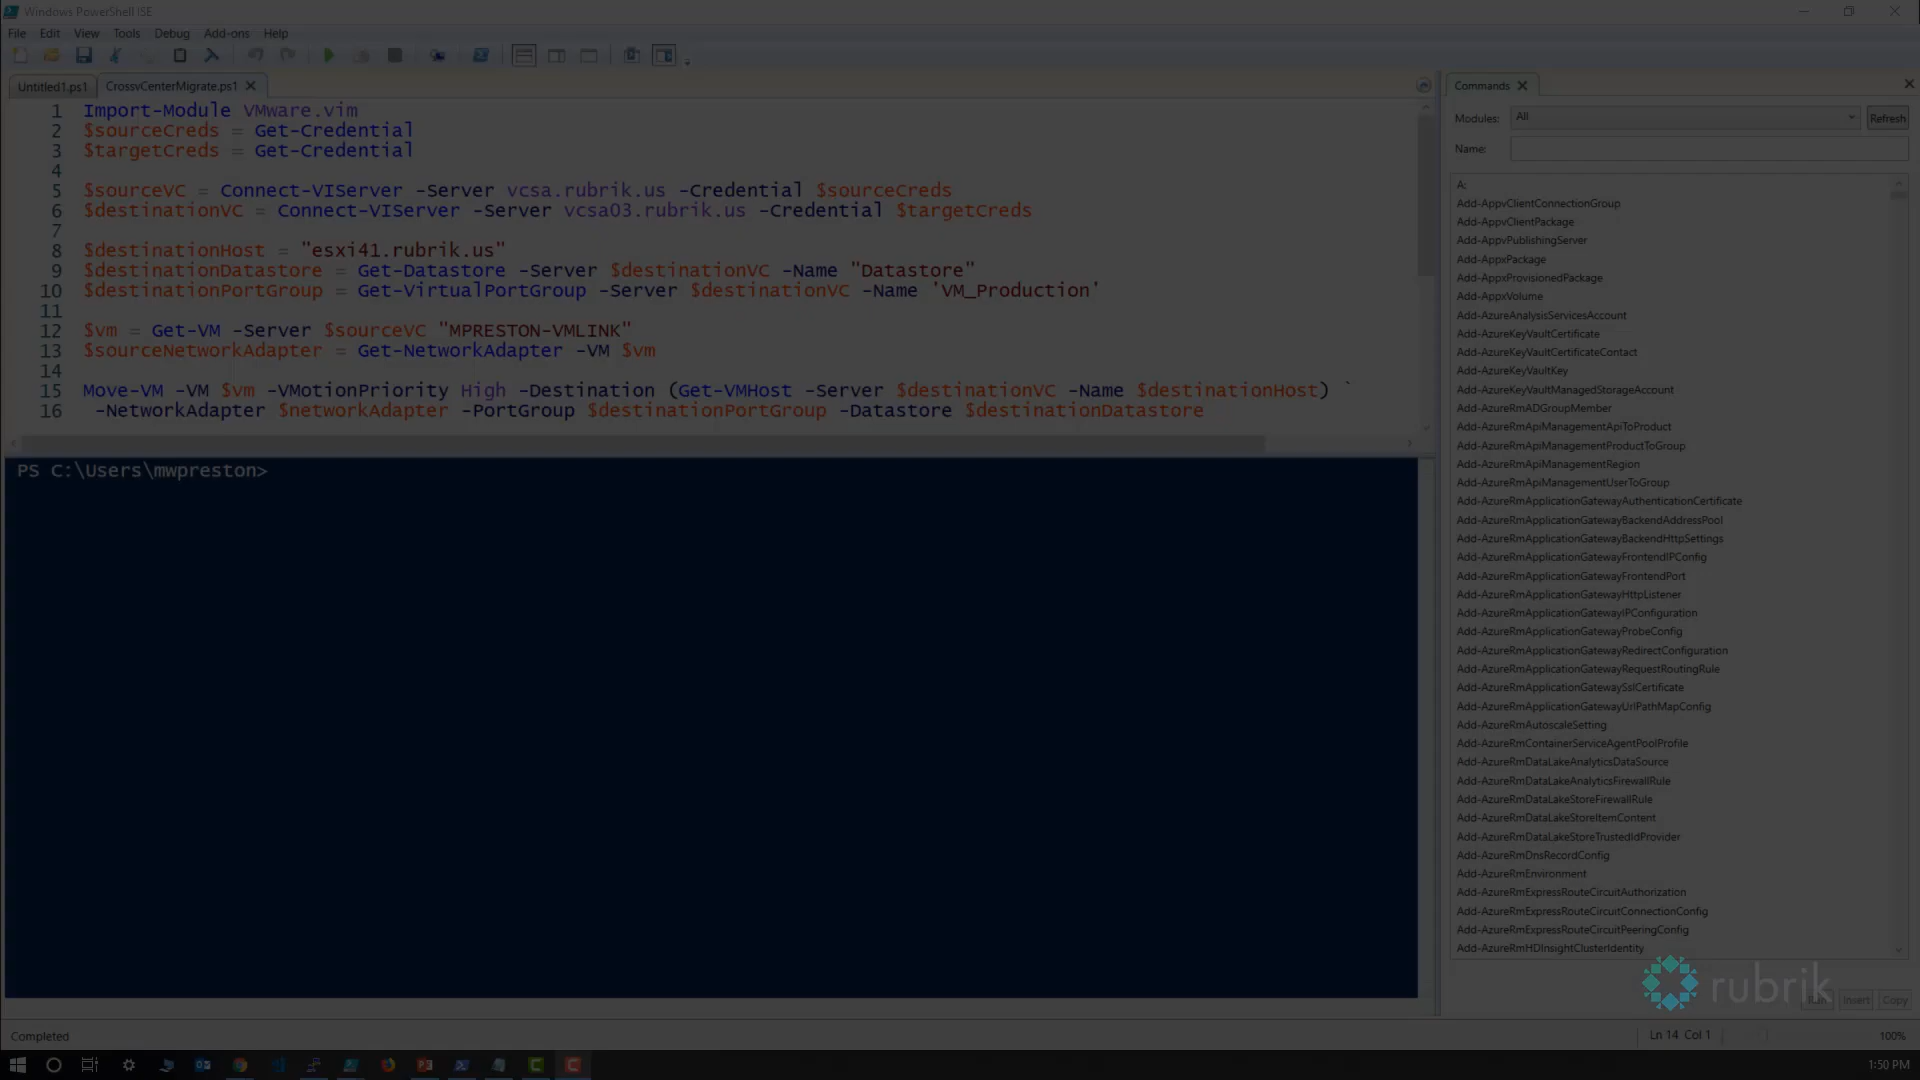 Windows PowerShell ISE
File Edit View Tools Debug Add-ons Help
Untitled1.ps1 CrossvCenterMigrate.ps1
1 Import-Module VMware.vim
2 $sourceCreds = Get-Credential
3 $targetCreds = Get-Credential
4
5 $sourceVC = Connect-VIServer -Server vcsa.rubrik.us -Credential $sourceCreds
6 $destinationVC = Connect-VIServer -Server vcsa03.rubrik.us -Credential $targetCreds
7
8 $destinationHost = "esxi41.rubrik.us"
9 $destinationDatastore = Get-Datastore -Server $destinationVC -Name "Datastore"
10 $destinationPortGroup = Get-VirtualPortGroup -Server $destinationVC -Name 'VM_Production'
11
12 $vm = Get-VM -Server $sourceVC "MPRESTON-VMLINK"
13 $sourceNetworkAdapter = Get-NetworkAdapter -VM $vm
14
15 Move-VM -VM $vm -VMotionPriority High -Destination (Get-VMHost -Server $destinationVC -Name $destinationHost) `
16 -NetworkAdapter $networkAdapter -PortGroup $destinationPortGroup -Datastore $destinationDatastore
PS C:\Users\mwpreston>
Commands
Modules: All Refresh
Name:
A:
Add-AppvClientConnectionGroup
Add-AppvClientPackage
Add-AppvPublishingServer
Add-AppxPackage
Add-AppxProvisionedPackage
Add-AppxVolume
Add-AzureAnalysisServicesAccount
Add-AzureKeyVaultCertificate
Add-AzureKeyVaultCertificateContact
Add-AzureKeyVaultKey
Add-AzureKeyVaultManagedStorageAccount
Add-AzureRmADGroupMember
Add-AzureRmApiManagementApiToProduct
Add-AzureRmApiManagementProductToGroup
Add-AzureRmApiManagementRegion
Add-AzureRmApiManagementUserToGroup
Add-AzureRmApplicationGatewayAuthenticationCertificate
Add-AzureRmApplicationGatewayBackendAddressPool
Add-AzureRmApplicationGatewayBackendHttpSettings
Add-AzureRmApplicationGatewayFrontendIPConfig
Add-AzureRmApplicationGatewayFrontendPort
Add-AzureRmApplicationGatewayHttpListener
Add-AzureRmApplicationGatewayIPConfiguration
Add-AzureRmApplicationGatewayProbeConfig
Add-AzureRmApplicationGatewayRedirectConfiguration
Add-AzureRmApplicationGatewayRequestRoutingRule
Add-AzureRmApplicationGatewaySslCertificate
Add-AzureRmApplicationGatewayUrlPathMapConfig
Add-AzureRmAutoscaleSetting
Add-AzureRmContainerServiceAgentPoolProfile
Add-AzureRmDataLakeAnalyticsDataSource
Add-AzureRmDataLakeAnalyticsFirewallRule
Add-AzureRmDataLakeStoreFirewallRule
Add-AzureRmDataLakeStoreItemContent
Add-AzureRmDataLakeStoreTrustedIdProvider
Add-AzureRmDnsRecordConfig
Add-AzureRmEnvironment
Add-AzureRmExpressRouteCircuitAuthorization
Add-AzureRmExpressRouteCircuitConnectionConfig
Add-AzureRmExpressRouteCircuitPeeringConfig
Add-AzureRmHDInsightClusterIdentity
rubrik
Run Insert Copy
Completed
Ln 14 Col 1 100%
1:50 PM